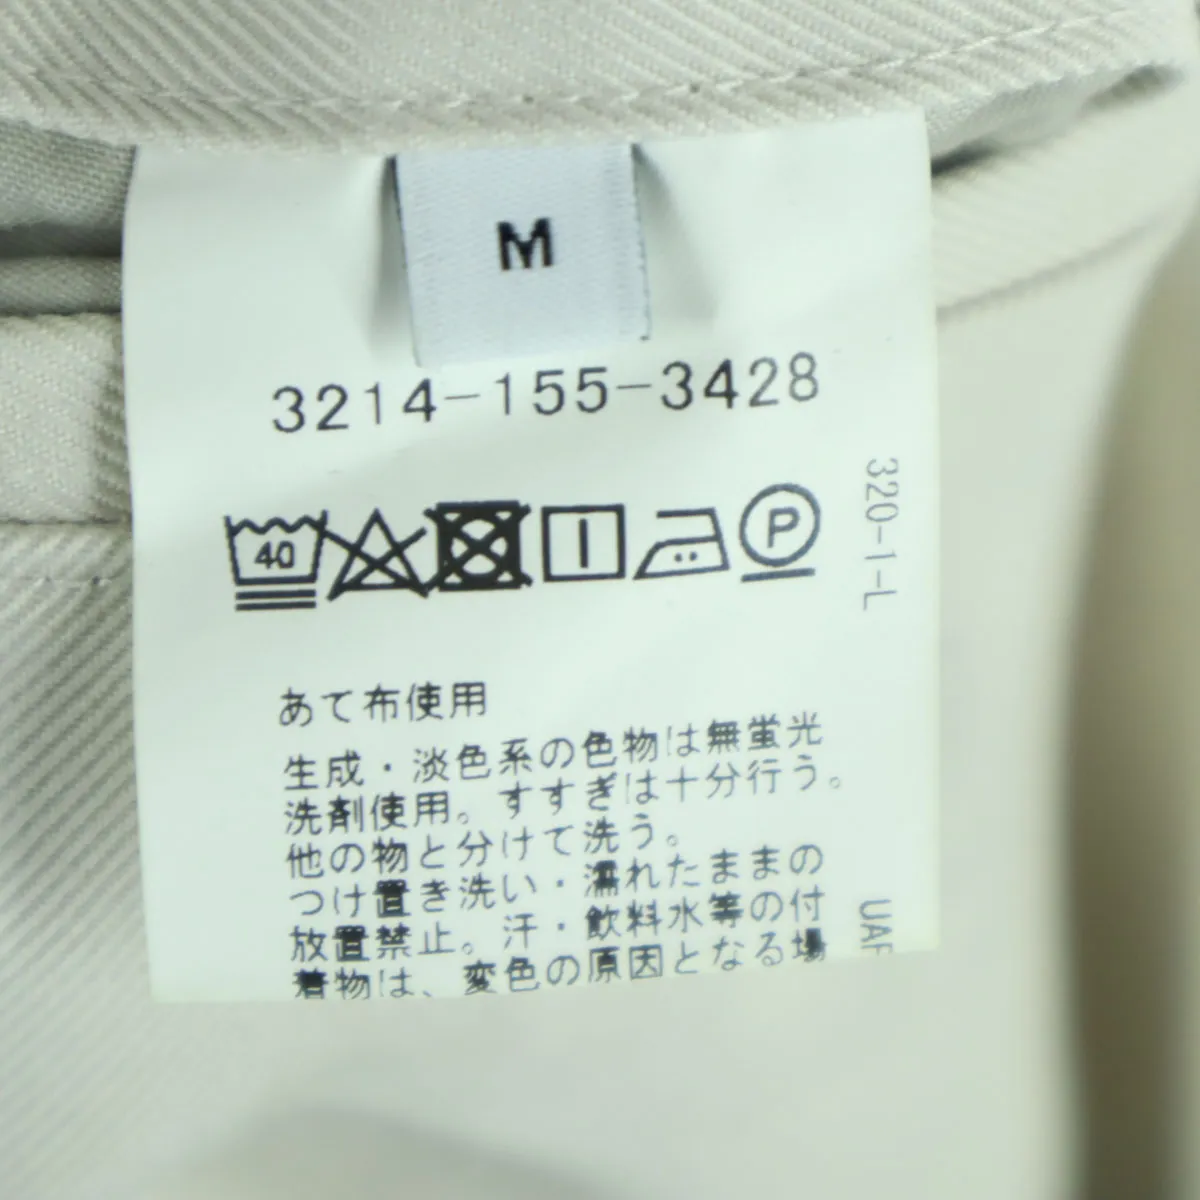 M
3214-155-3428
40
P
320-1-L
あて布使用
生成・淡色系の色物は無蛍光
洗剤使用。すすぎは十分行う。
他の物と分けて洗う。
つけ置き洗い・濡れたままの
放置禁止。汗・飲料水等の付
着物は、変色の原因となる場
UAF